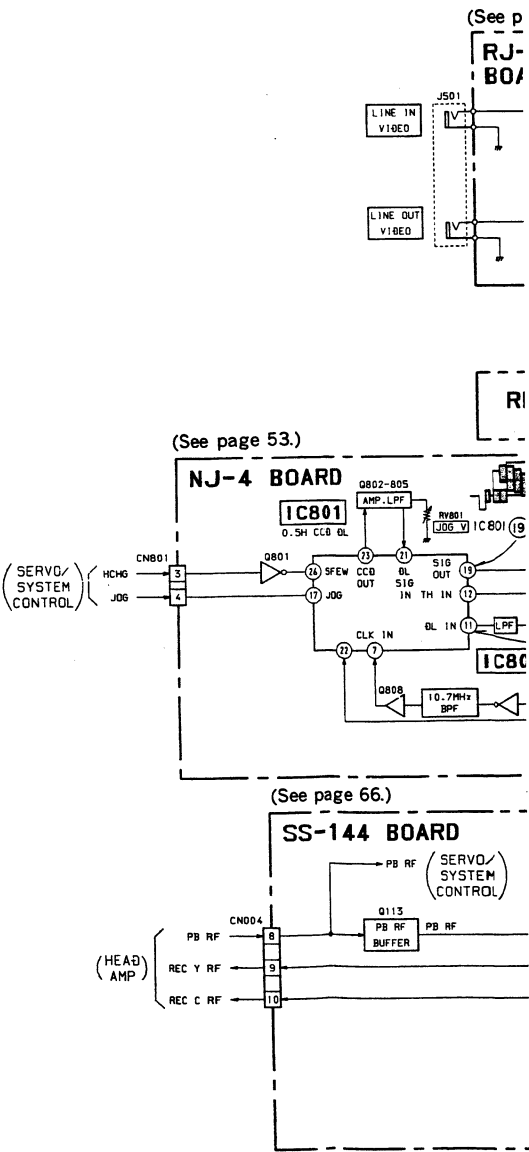 (See p
RJ-
BOA
J501
LINE IN
VIDEO
LINE OUT
VIDEO
(See page 53.)
NJ-4 BOARD
Q802-805
AMP.LPF
IC801
0.5H CCD DL
RV801
JOG V
IC801
19
CN801
SERVO/
SYSTEM
CONTROL
HCHG
3
JOG
4
Q801
23
21
26
SFEW
CCD
OUT
DL
SIG
IN
SIG
OUT
19
17
JOG
TH IN
12
DL IN
11
LPF
CLK IN
22
7
IC80
Q808
10.7MHz
BPF
(See page 66.)
SS-144 BOARD
PB RF
SERVO/
SYSTEM
CONTROL
CN004
Q113
HEAD
AMP
PB RF
8
PB RF
BUFFER
PB RF
REC Y RF
9
REC C RF
10